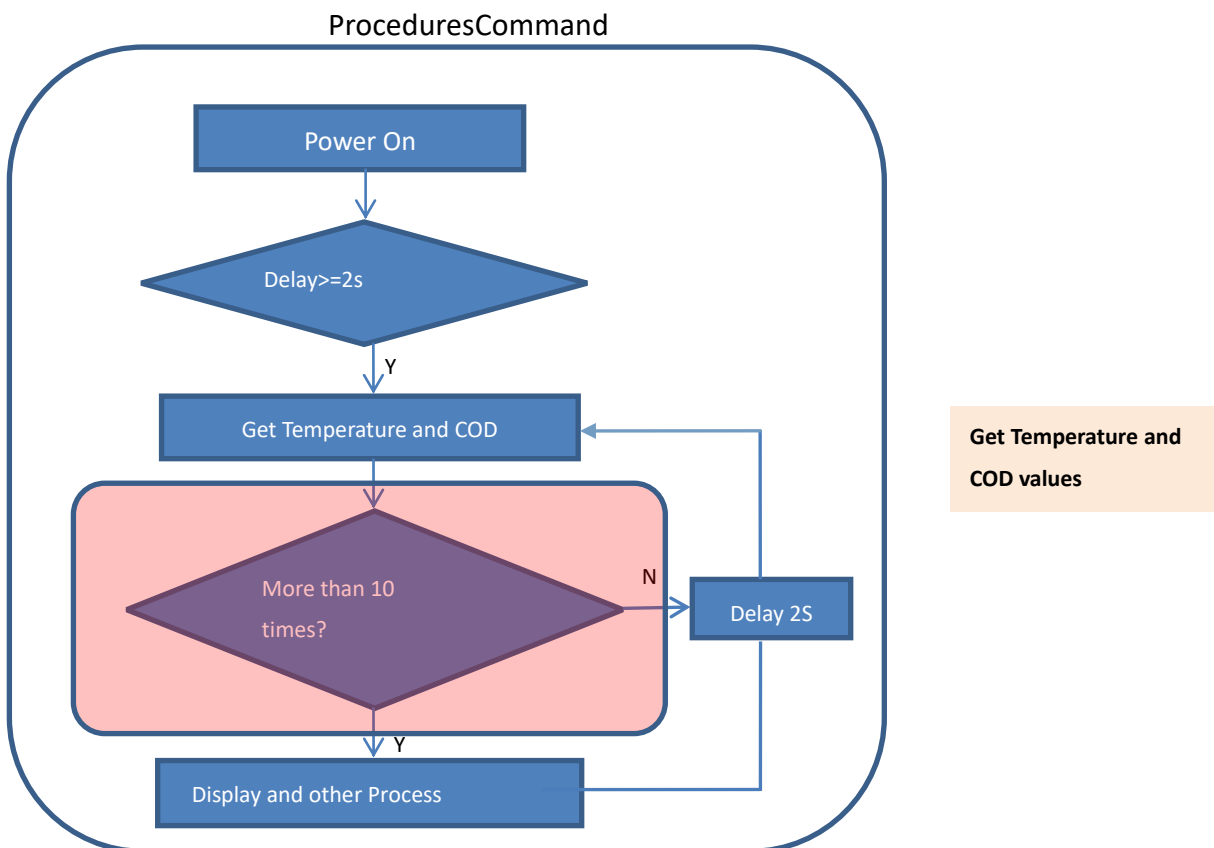 ProceduresCommand
Power On
Delay>=2s
Y
Get Temperature and COD
Get Temperature and
COD values
More than 10
times?
N
Delay 2S
Y
Display and other Process